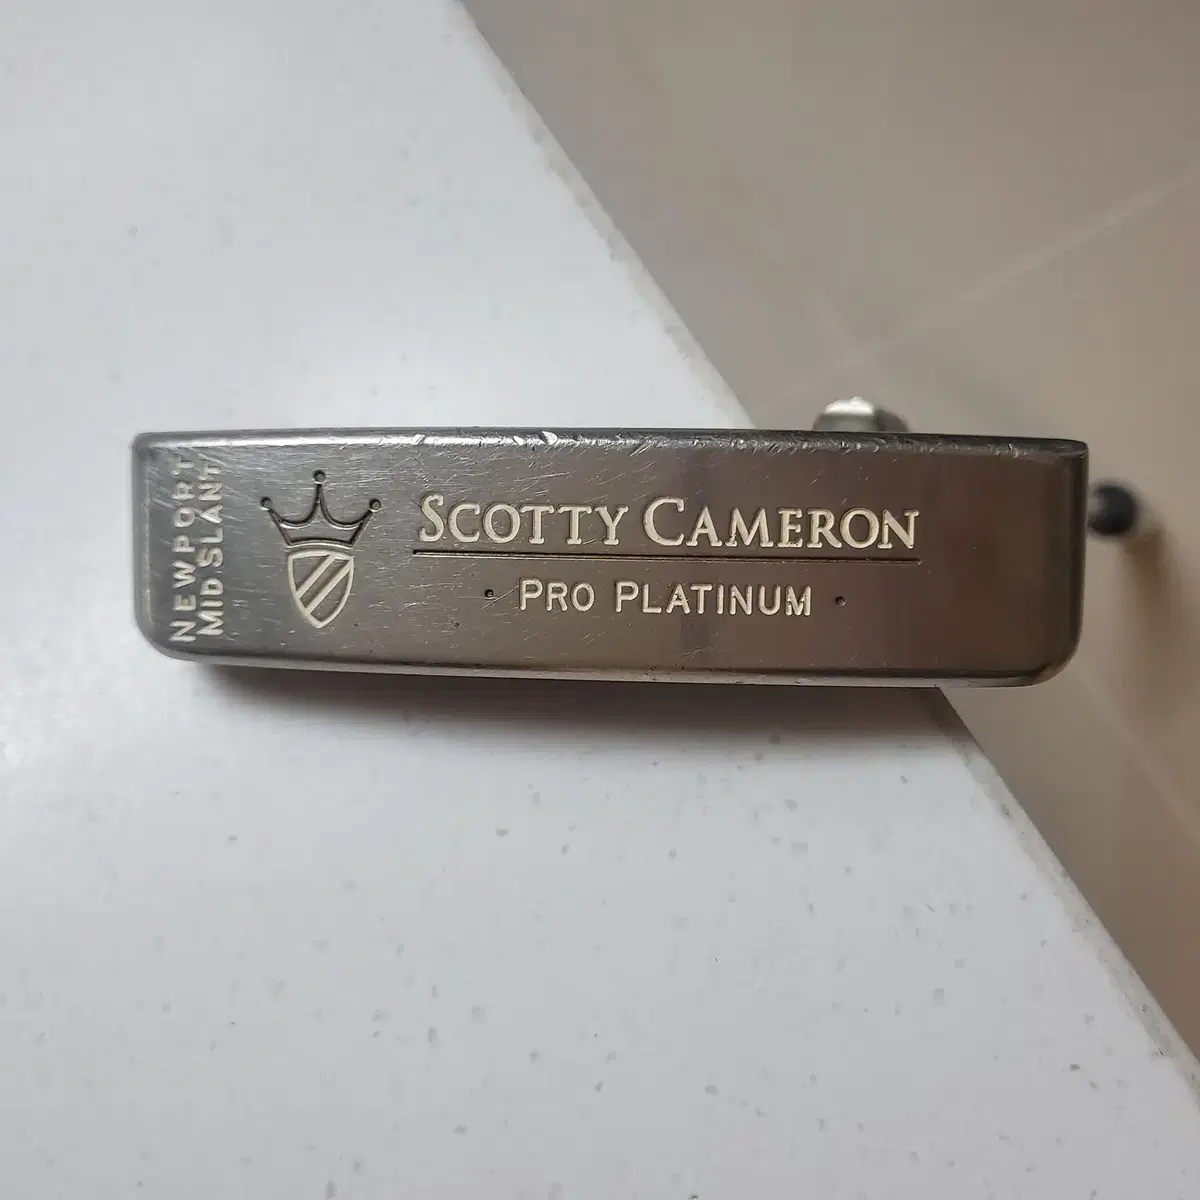 NEWPORT
MID SLANT
SCOTTY CAMERON
· PRO PLATINUM ·